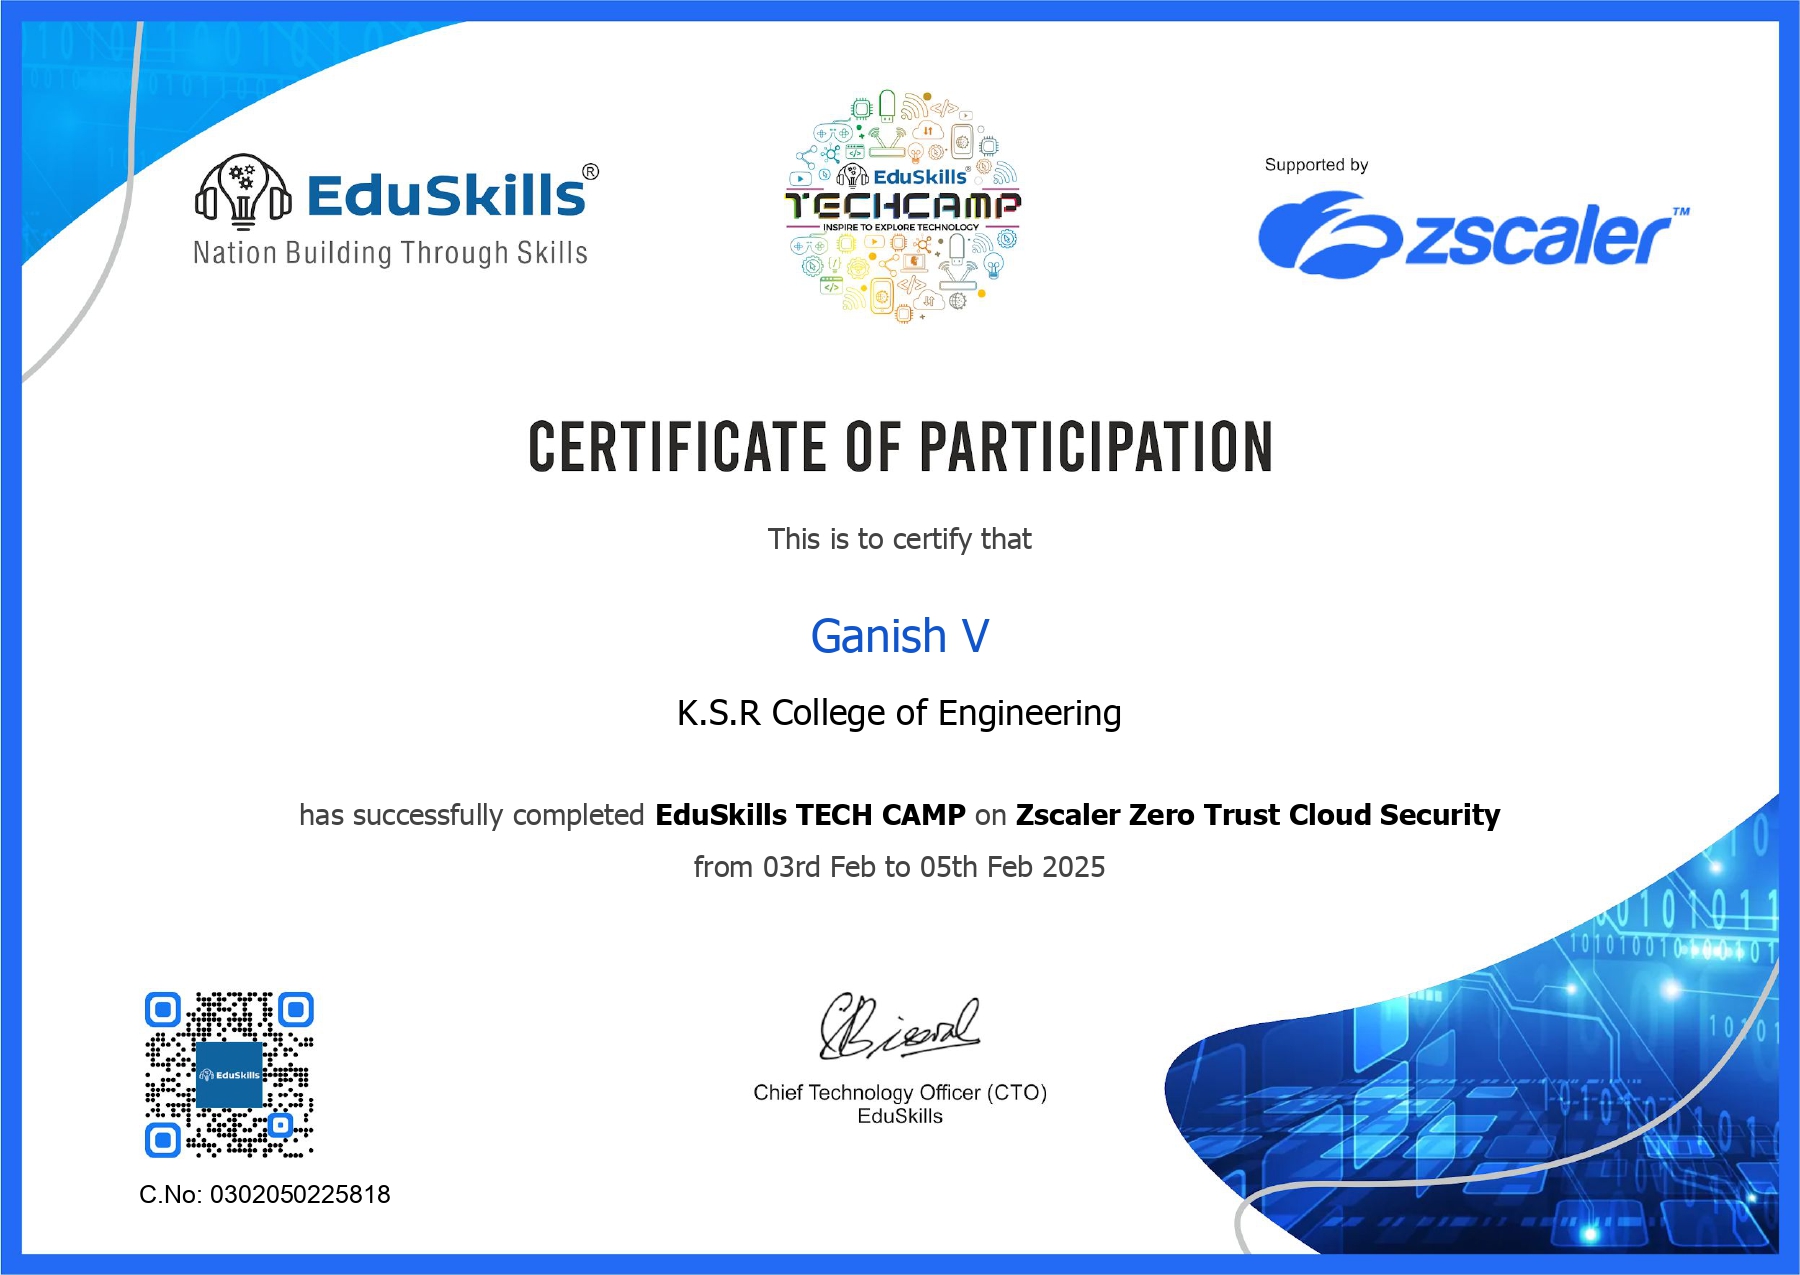 EduSkills®
Nation Building Through Skills
EduSkills®
TECHCAMP
INSPIRE TO EXPLORE TECHNOLOGY
Supported by
zscaler™
CERTIFICATE OF PARTICIPATION
This is to certify that
Ganish V
K.S.R College of Engineering
has successfully completed EduSkills TECH CAMP on Zscaler Zero Trust Cloud Security
from 03rd Feb to 05th Feb 2025
EduSkills
Chief Technology Officer (CTO)
EduSkills
C.No: 0302050225818